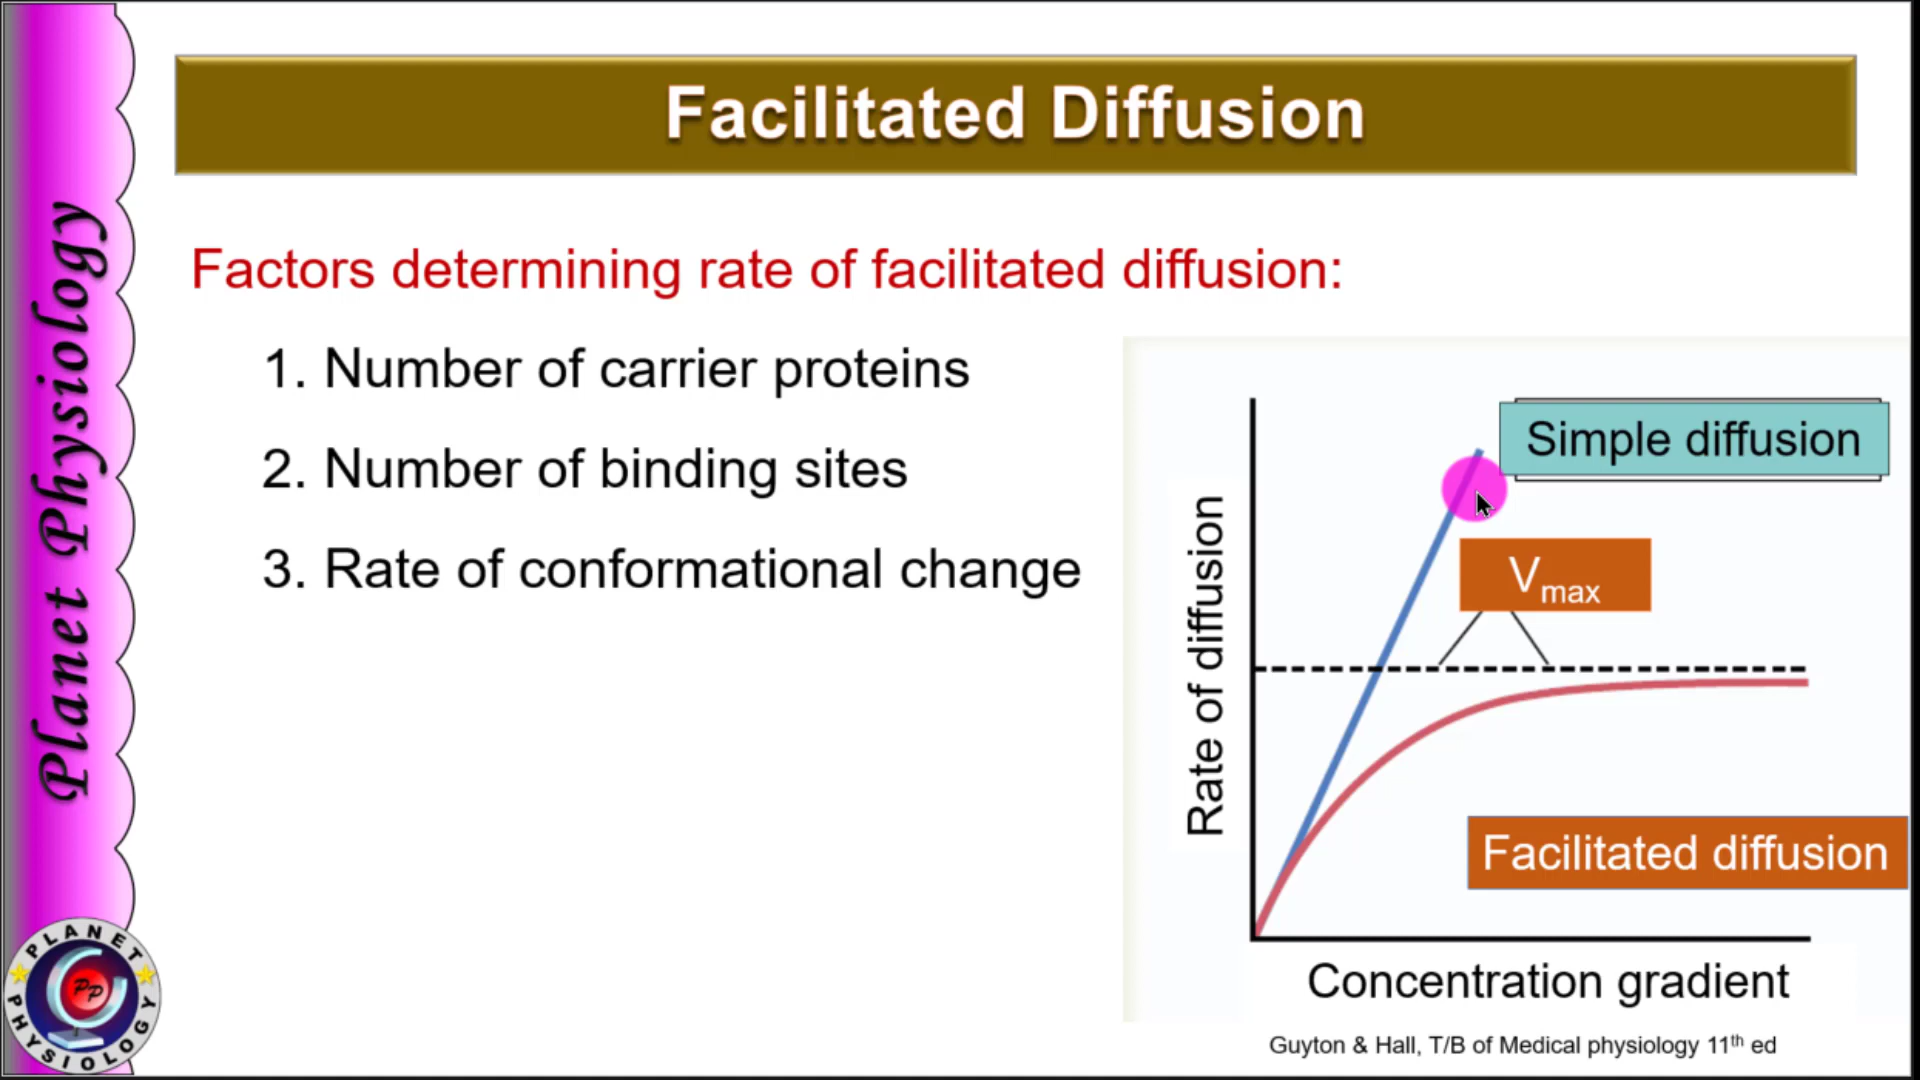 Facilitated Diffusion
Planet Physiology
Factors determining rate of facilitated diffusion:
1. Number of carrier proteins
2. Number of binding sites
3. Rate of conformational change
Simple diffusion
Vmax
Rate of diffusion
Facilitated diffusion
Concentration gradient
Guyton & Hall, T/B of Medical physiology 11th ed
PLANET
PP
PHYSIOLOGY